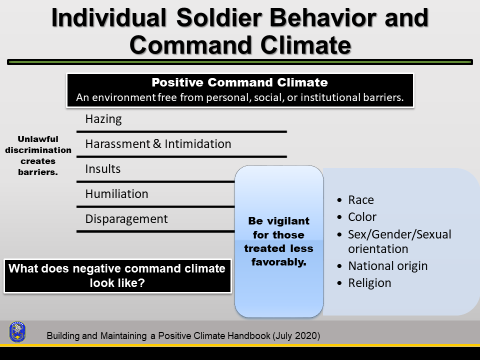 Individual Soldier Behavior and
Command Climate
Positive Command Climate
An environment free from personal, social, or institutional barriers.
Unlawful
discrimination
creates
barriers.
Hazing
Harassment & Intimidation
Insults
Humiliation
Disparagement
Be vigilant
for those
treated less
favorably.
• Race
• Color
• Sex/Gender/Sexual
orientation
• National origin
• Religion
What does negative command climate
look like?
Building and Maintaining a Positive Climate Handbook (July 2020)